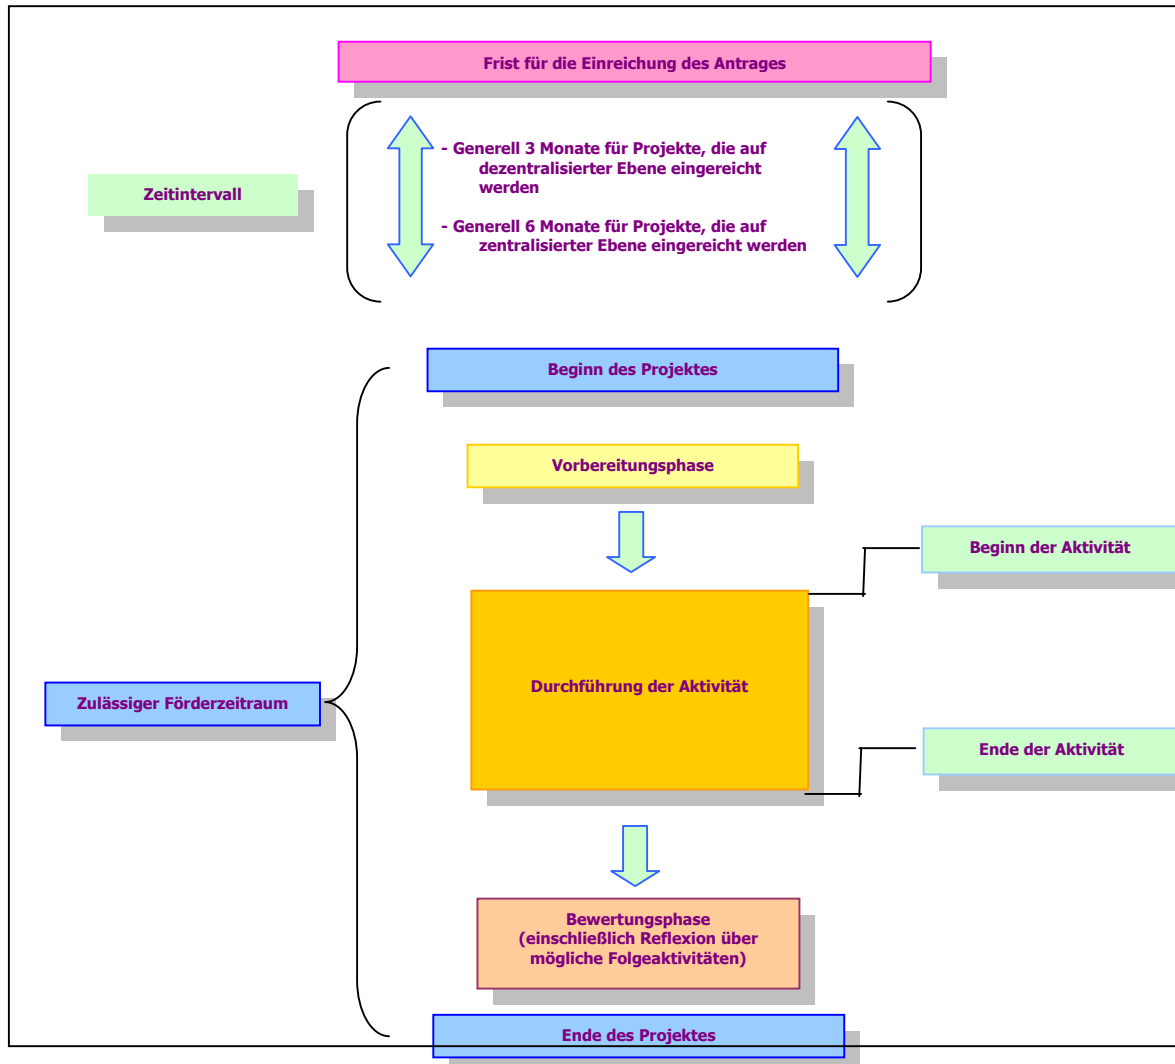 Frist für die Einreichung des Antrages
- Generell 3 Monate für Projekte, die auf
dezentralisierter Ebene eingereicht
werden
Zeitintervall
- Generell 6 Monate für Projekte, die auf
zentralisierter Ebene eingereicht werden
Beginn des Projektes
Vorbereitungsphase
Beginn der Aktivität
Durchführung der Aktivität
Zulässiger Förderzeitraum
Ende der Aktivität
Bewertungsphase
(einschließlich Reflexion über
mögliche Folgeaktivitäten)
Ende des Projektes